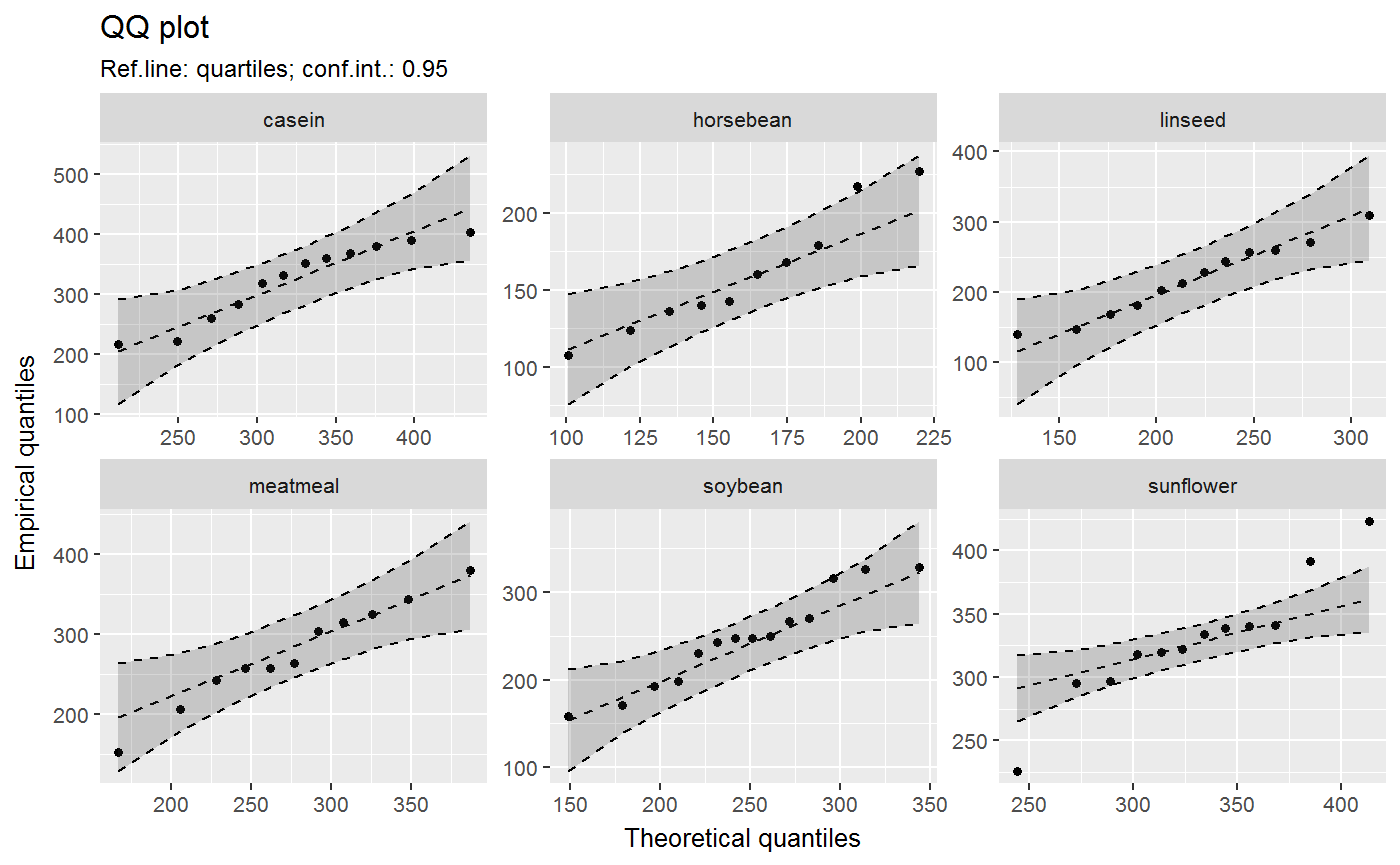 QQ plot
Ref.line: quartiles; conf.int.: 0.95
casein
horsebean
linseed
500
400
300
200
100
200
150
100
400
300
200
100
250 300 350 400
100 125 150 175 200 225
150 200 250 300
meatmeal
soybean
sunflower
400
300
200
300
200
100
400
350
300
250
200 250 300 350
150 200 250 300 350
250 300 350 400
Empirical quantiles
Theoretical quantiles